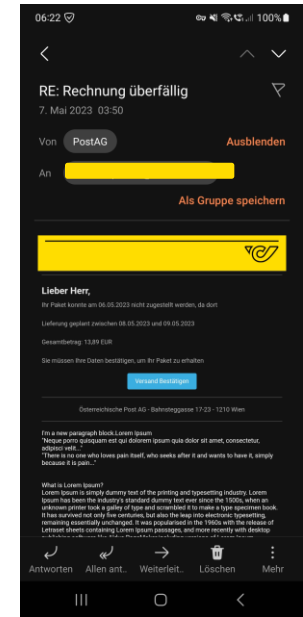 06:22
100%
RE: Rechnung überfällig
7. Mai 2023 03:50
Von PostAG Ausblenden
An
Als Gruppe speichern
Lieber Herr,
Ihr Paket konnte am 06.05.2023 nicht zugestellt werden, da dort
Lieferung geplant zwischen 08.05.2023 und 09.05.2023
Gesamtbetrag: 13,89 EUR
Sie müssen Ihre Daten bestätigen, um Ihr Paket zu erhalten
Versand Bestätigen
Österreichische Post AG - Bahnsteggasse 17-23 - 1210 Wien
I'm a new paragraph block.Lorem Ipsum
"Neque porro quisquam est qui dolorem ipsum quia dolor sit amet, consectetur,
adipisci velit..."
"There is no one who loves pain itself, who seeks after it and wants to have it, simply
because it is pain..."
What is Lorem Ipsum?
Lorem Ipsum is simply dummy text of the printing and typesetting industry. Lorem
Ipsum has been the industry's standard dummy text ever since the 1500s, when an
unknown printer took a galley of type and scrambled it to make a type specimen book.
It has survived not only five centuries, but also the leap into electronic typesetting,
remaining essentially unchanged. It was popularised in the 1960s with the release of
Letraset sheets containing Lorem Ipsum passages, and more recently with desktop
Antworten Allen ant.. Weiterleit.. Löschen Mehr